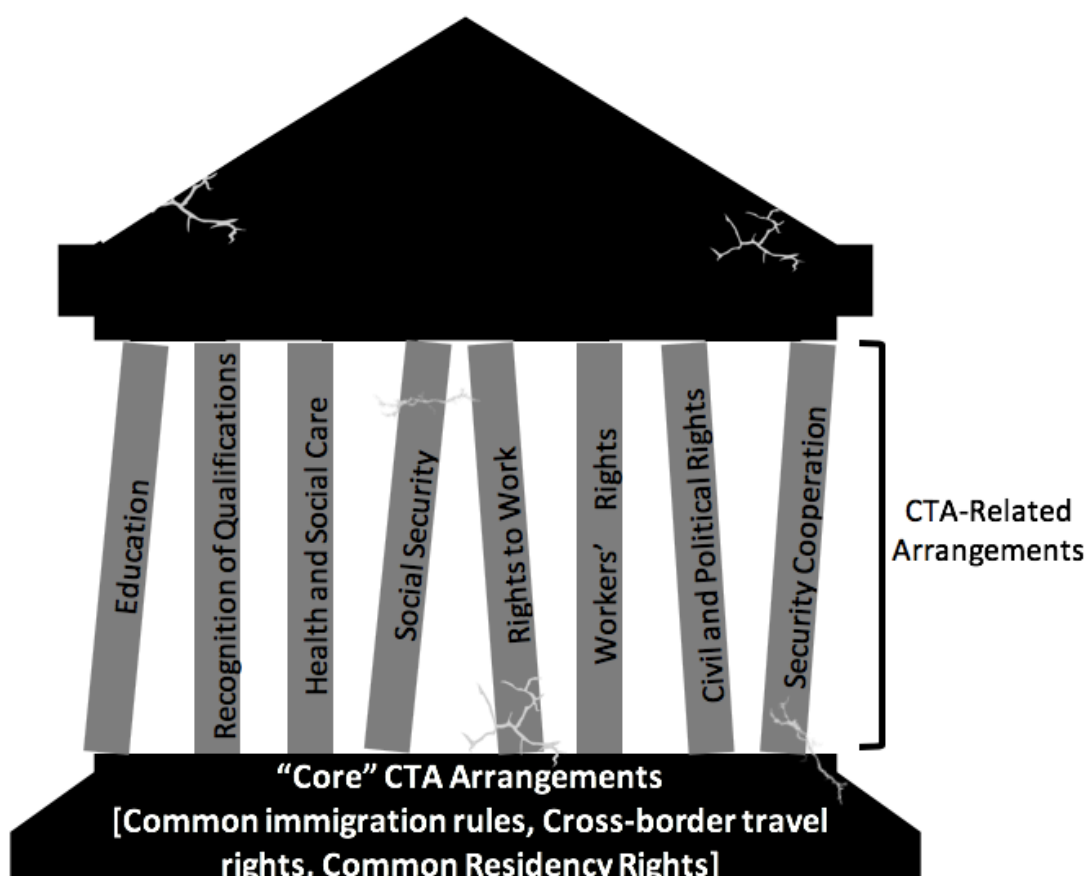 Education
Recognition of Qualifications
Health and Social Care
Social Security
Rights to Work
Workers’ Rights
Civil and Political Rights
Security Cooperation
CTA-Related
Arrangements
“Core” CTA Arrangements
[Common immigration rules, Cross-border travel
rights, Common Residency Rights]